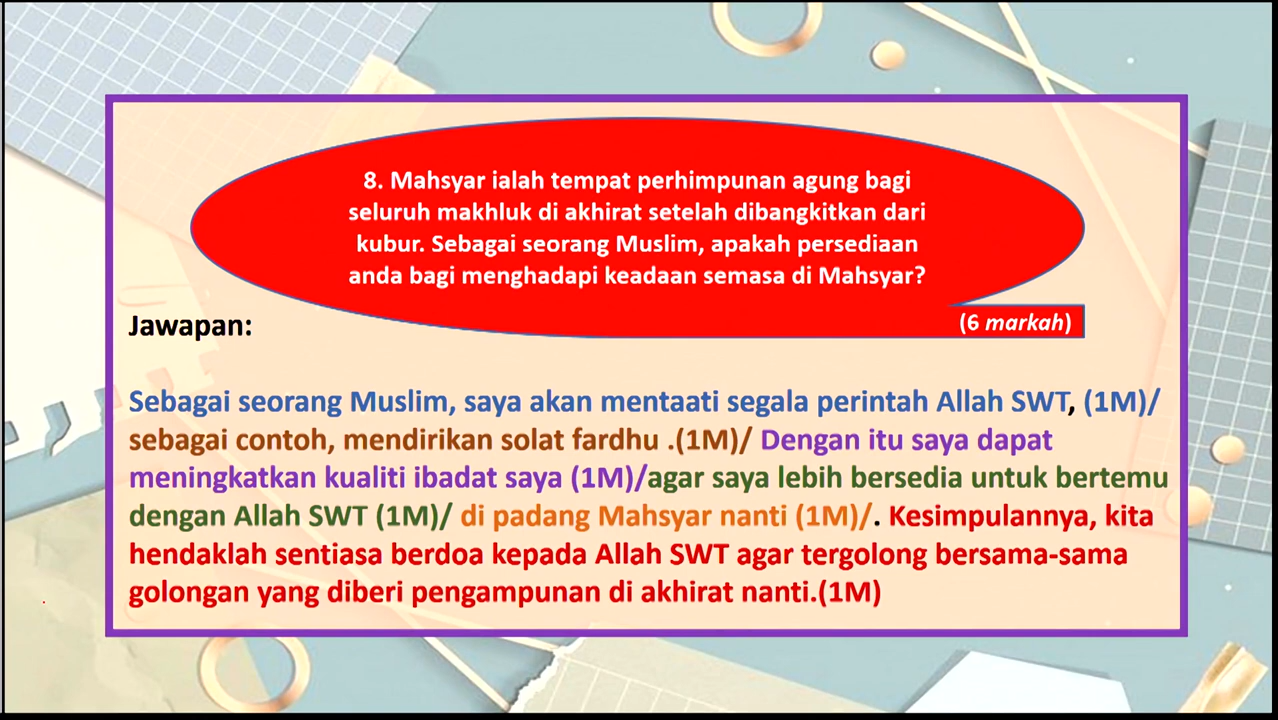 8. Mahsyar ialah tempat perhimpunan agung bagi
seluruh makhluk di akhirat setelah dibangkitkan dari
kubur. Sebagai seorang Muslim, apakah persediaan
anda bagi menghadapi keadaan semasa di Mahsyar?
(6 markah)
Jawapan:
Sebagai seorang Muslim, saya akan mentaati segala perintah Allah SWT, (1M)/
sebagai contoh, mendirikan solat fardhu .(1M)/ Dengan itu saya dapat
meningkatkan kualiti ibadat saya (1M)/agar saya lebih bersedia untuk bertemu
dengan Allah SWT (1M)/ di padang Mahsyar nanti (1M)/. Kesimpulannya, kita
hendaklah sentiasa berdoa kepada Allah SWT agar tergolong bersama-sama
golongan yang diberi pengampunan di akhirat nanti.(1M)